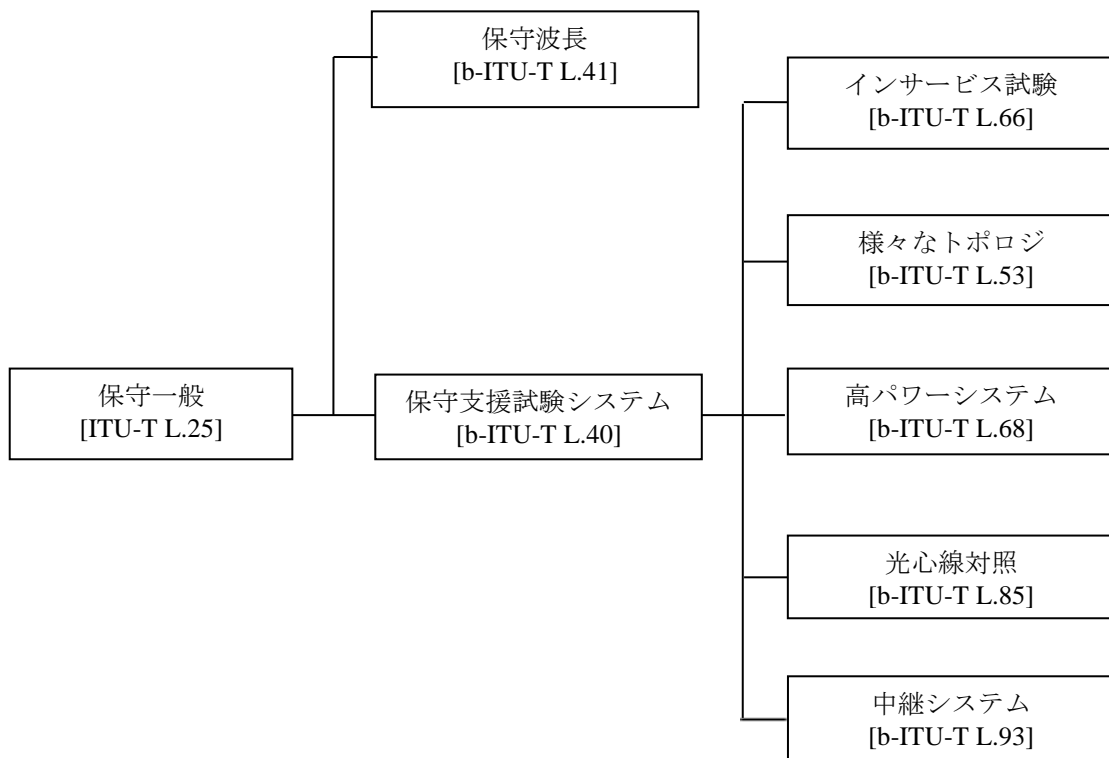 保守波長
[b-ITU-T L.41]
インサービス試験
[b-ITU-T L.66]
様々なトポロジ
[b-ITU-T L.53]
保守一般
[ITU-T L.25]
保守支援試験システム
[b-ITU-T L.40]
高パワーシステム
[b-ITU-T L.68]
光心線対照
[b-ITU-T L.85]
中継システム
[b-ITU-T L.93]